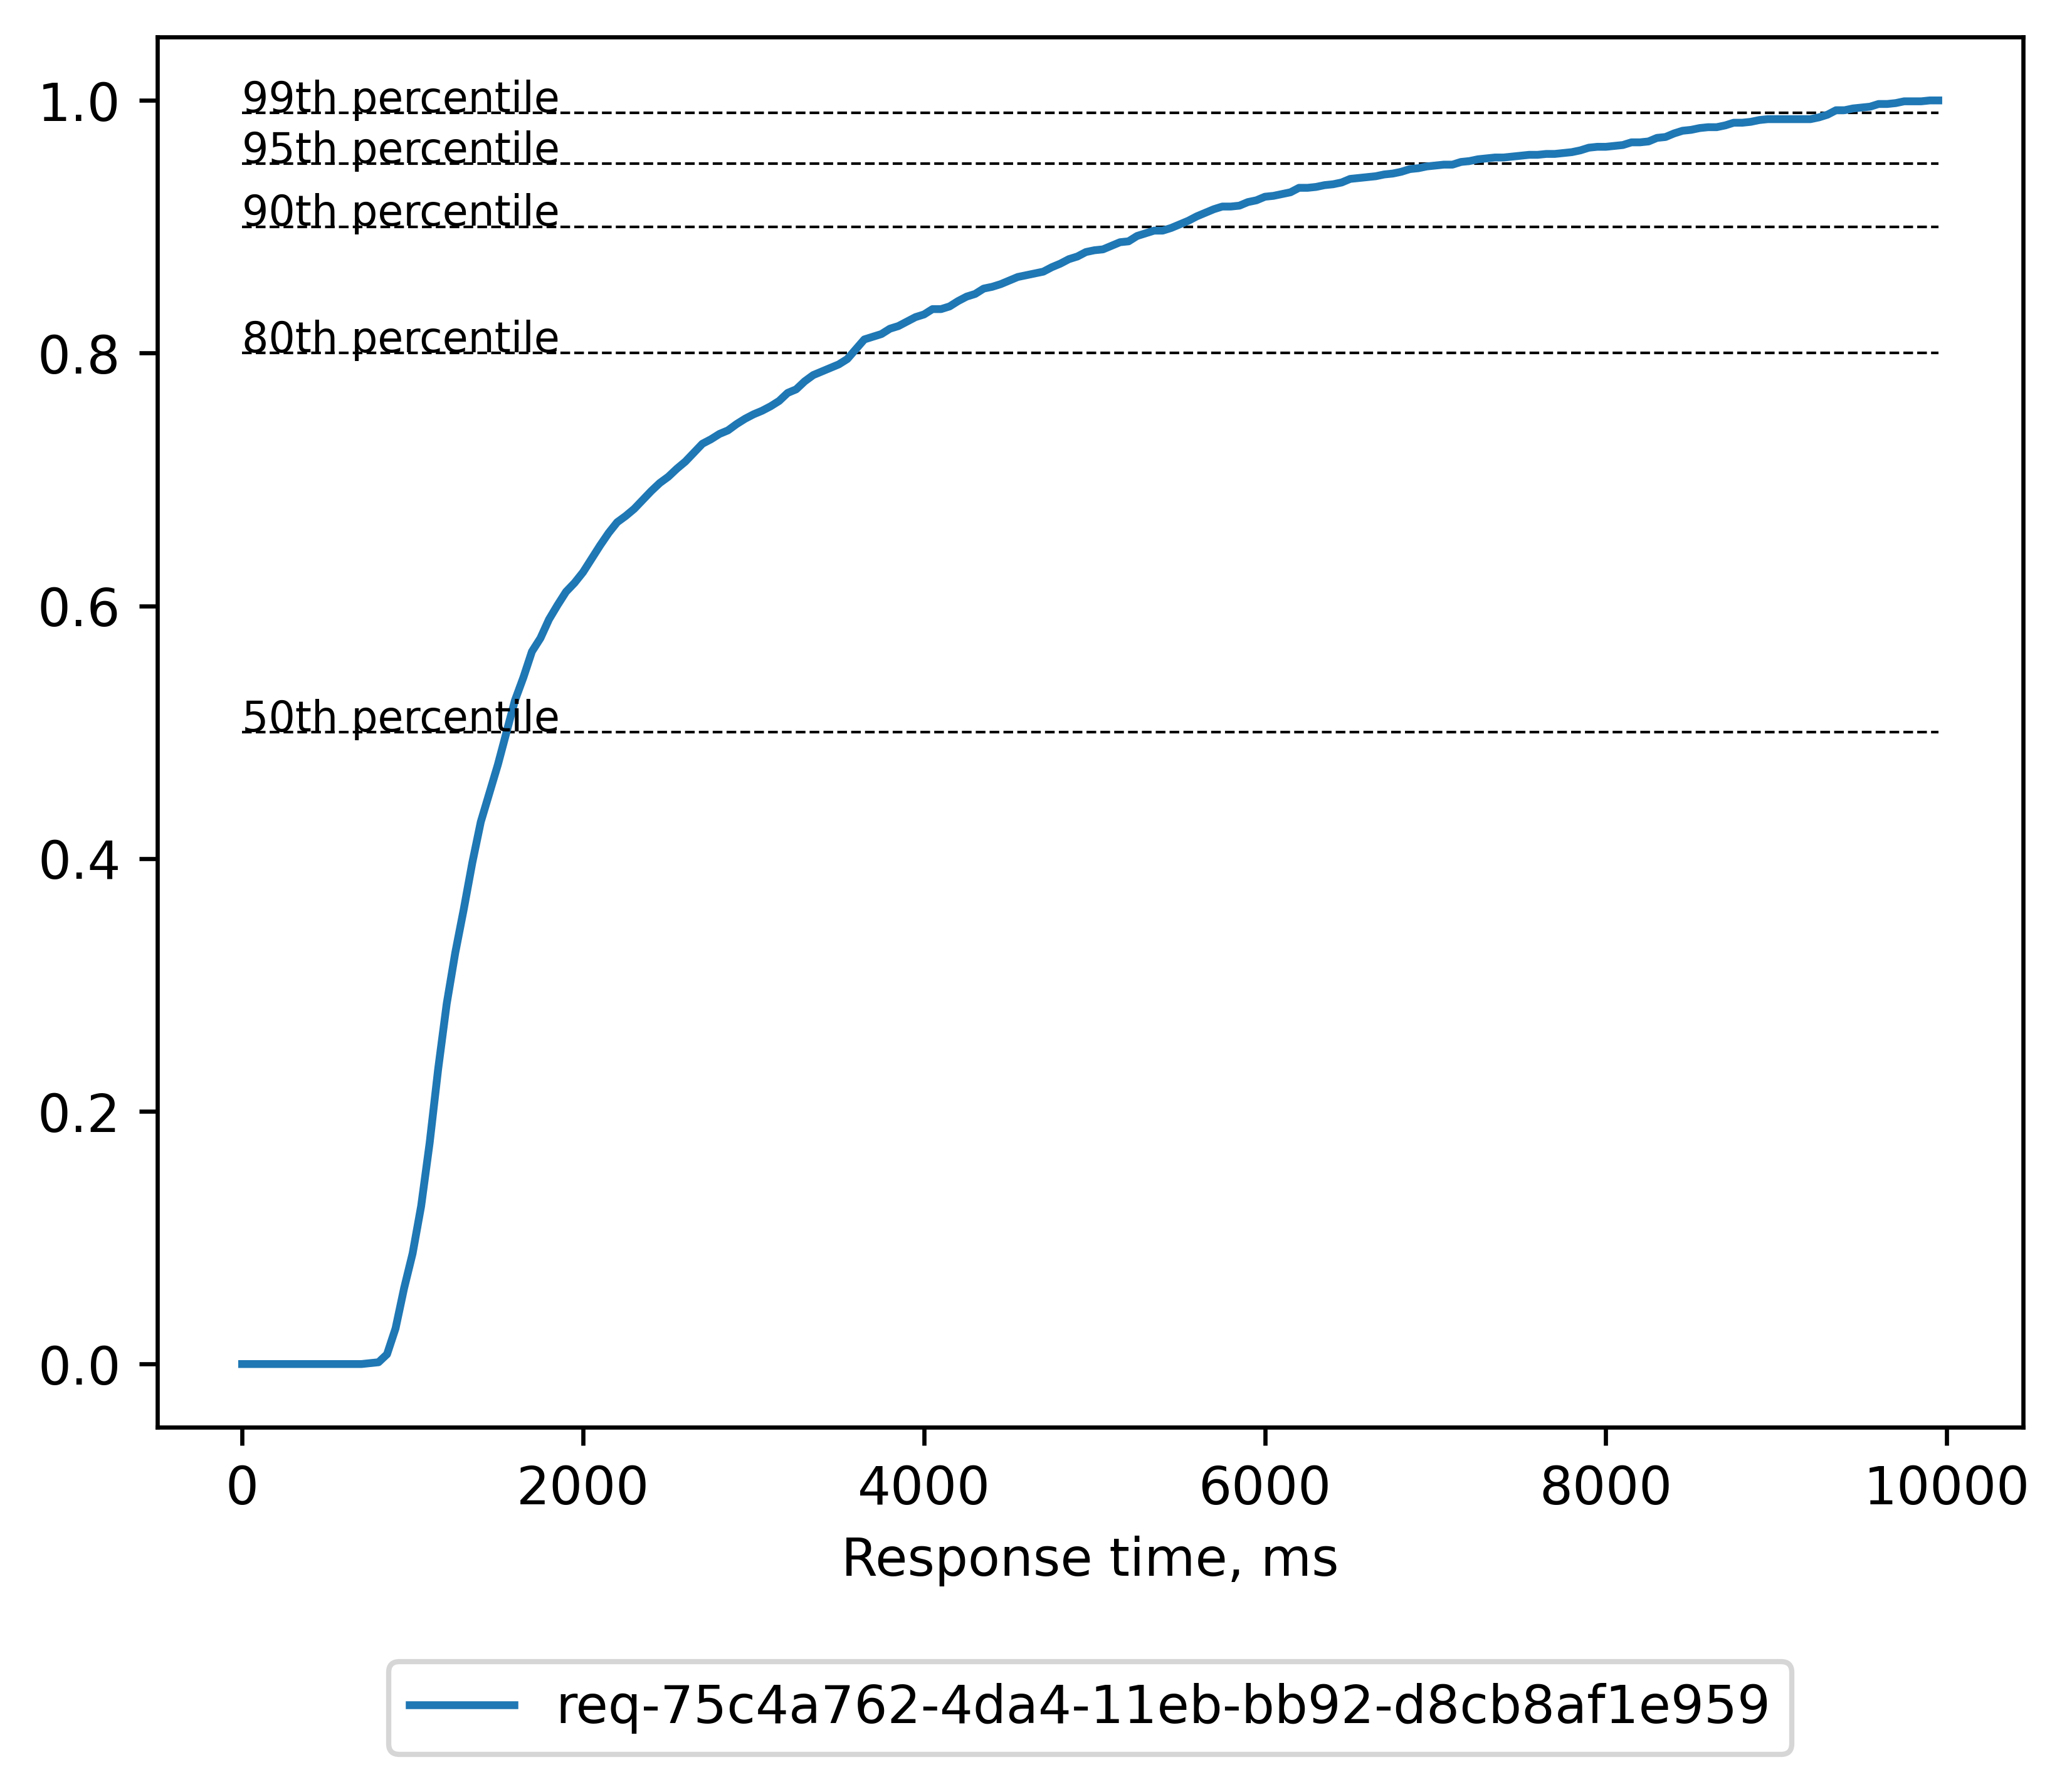 1.0
99th percentile
95th percentile
90th percentile
0.8
80th percentile
0.6
50th percentile
0.4
0.2
0.0
0 2000 4000 6000 8000 10000
Response time, ms
req-75c4a762-4da4-11eb-bb92-d8cb8af1e959